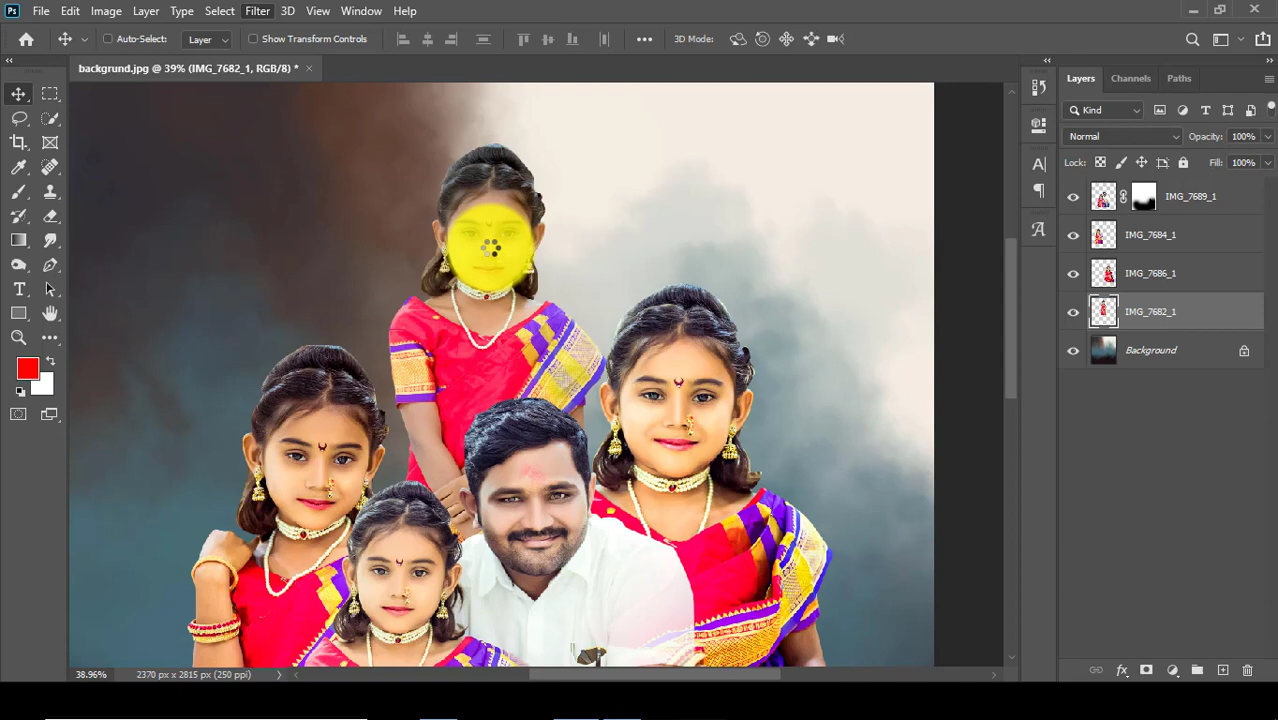 Ps File Edit Image Layer Type Select Filter 3D View Window Help
Auto-Select: Layer Show Transform Controls 3D Mode:
backgrund.jpg @ 39% (IMG_7682_1, RGB/8) *
Layers Channels Paths
Kind
Normal Opacity: 100%
Lock: Fill: 100%
IMG_7689_1
IMG_7684_1
IMG_7686_1
IMG_7682_1
Background
38.96% 2370 px x 2815 px (250 ppi)